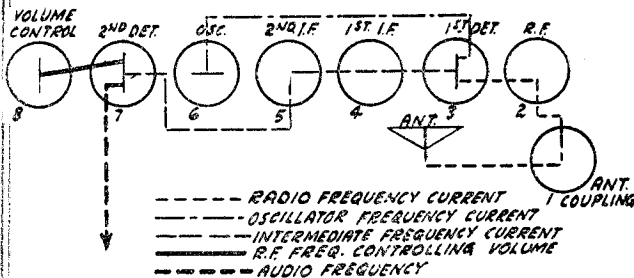 VOLUME CONTROL
2ND DET.
OSC.
2ND I.F.
1ST. I.F.
1ST DET.
R.F.
8
7
6
5
4
3
2
ANT.
ANT.
1 COUPLING
RADIO FREQUENCY CURRENT
OSCILLATOR FREQUENCY CURRENT
INTERMEDIATE FREQUENCY CURRENT
R.F. FREQ. CONTROLLING VOLUME
AUDIO FREQUENCY